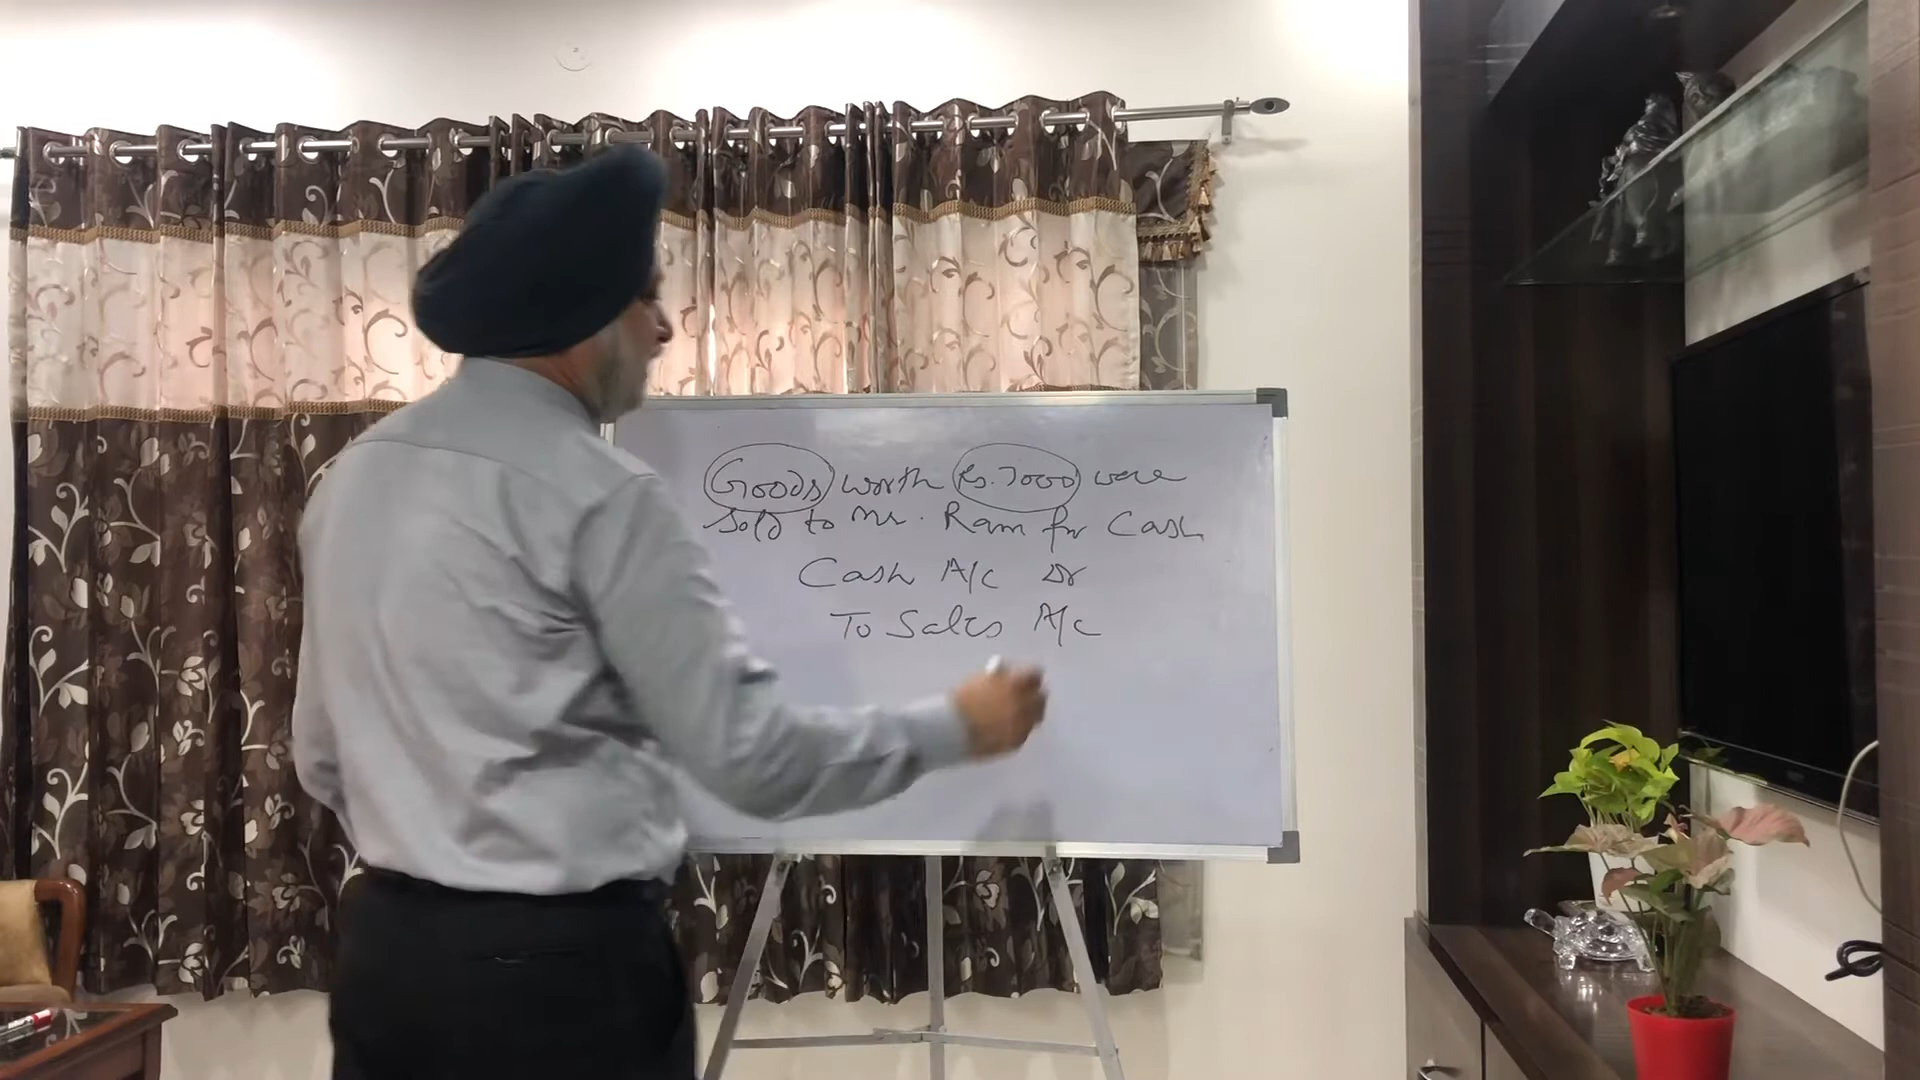 Goods worth Rs. 7000 were
sold to Mr. Ram for Cash
Cash A/c Dr
To Sales A/c